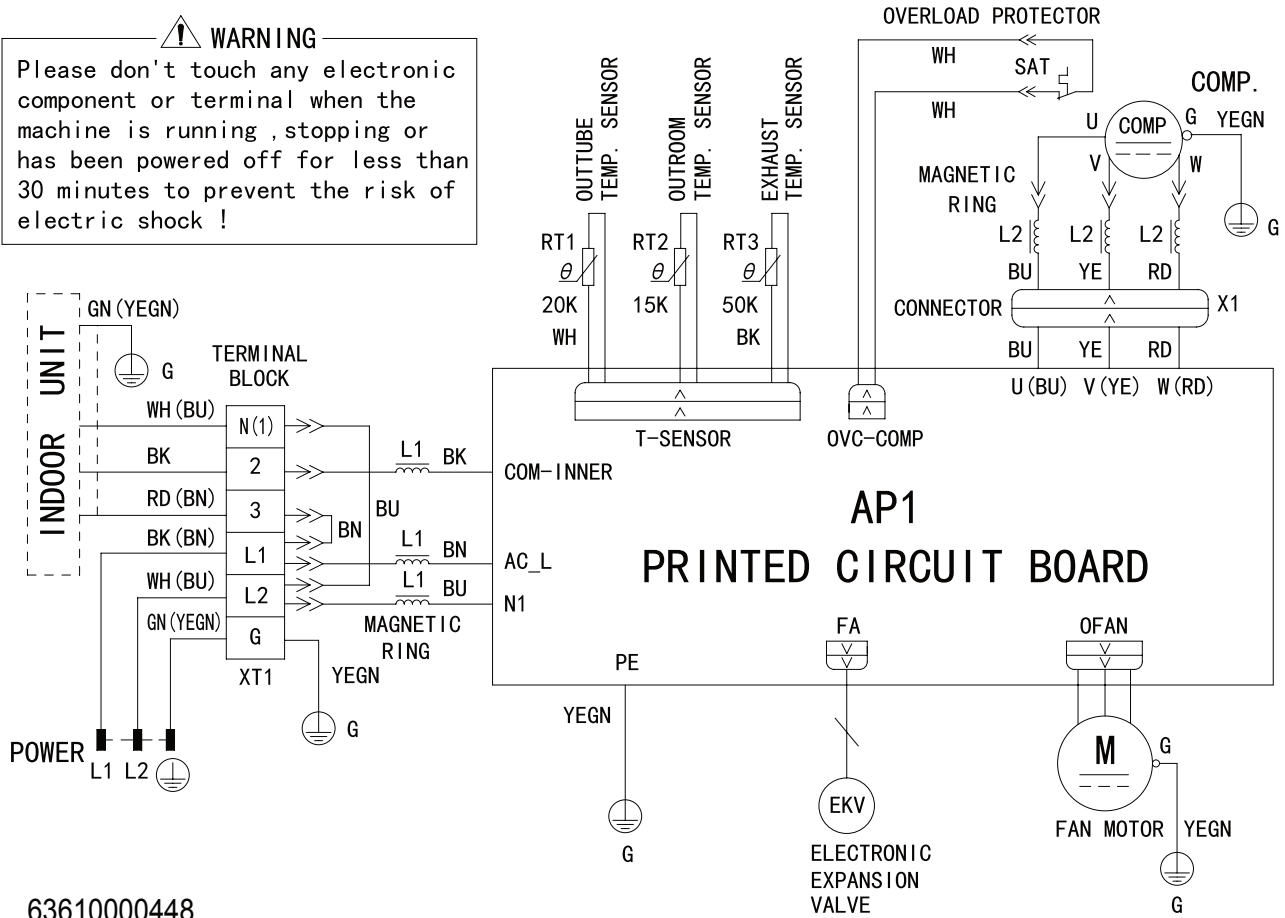 WARNING
Please don't touch any electronic
component or terminal when the
machine is running ,stopping or
has been powered off for less than
30 minutes to prevent the risk of
electric shock !
OVERLOAD PROTECTOR
WH
SAT
WH
COMP.
U
COMP
G
YEGN
V
W
G
MAGNETIC
RING
L2
L2
L2
BU
YE
RD
CONNECTOR
X1
BU
YE
RD
U(BU)
V(YE)
W(RD)
OUTTUBE
TEMP. SENSOR
OUTROOM
TEMP. SENSOR
EXHAUST
TEMP. SENSOR
RT1
RT2
RT3
θ
θ
θ
20K
15K
50K
WH
BK
T-SENSOR
OVC-COMP
INDOOR UNIT
GN(YEGN)
G
TERMINAL
BLOCK
WH(BU)
N(1)
BK
2
L1
BK
COM-INNER
RD(BN)
3
BN
BU
BK(BN)
L1
L1
BN
AC_L
WH(BU)
L2
L1
BU
N1
GN(YEGN)
G
MAGNETIC
RING
XT1
YEGN
G
POWER
L1
L2
AP1
PRINTED CIRCUIT BOARD
PE
FA
OFAN
YEGN
G
EKV
ELECTRONIC
EXPANSION
VALVE
M
G
FAN MOTOR
YEGN
G
63610000448